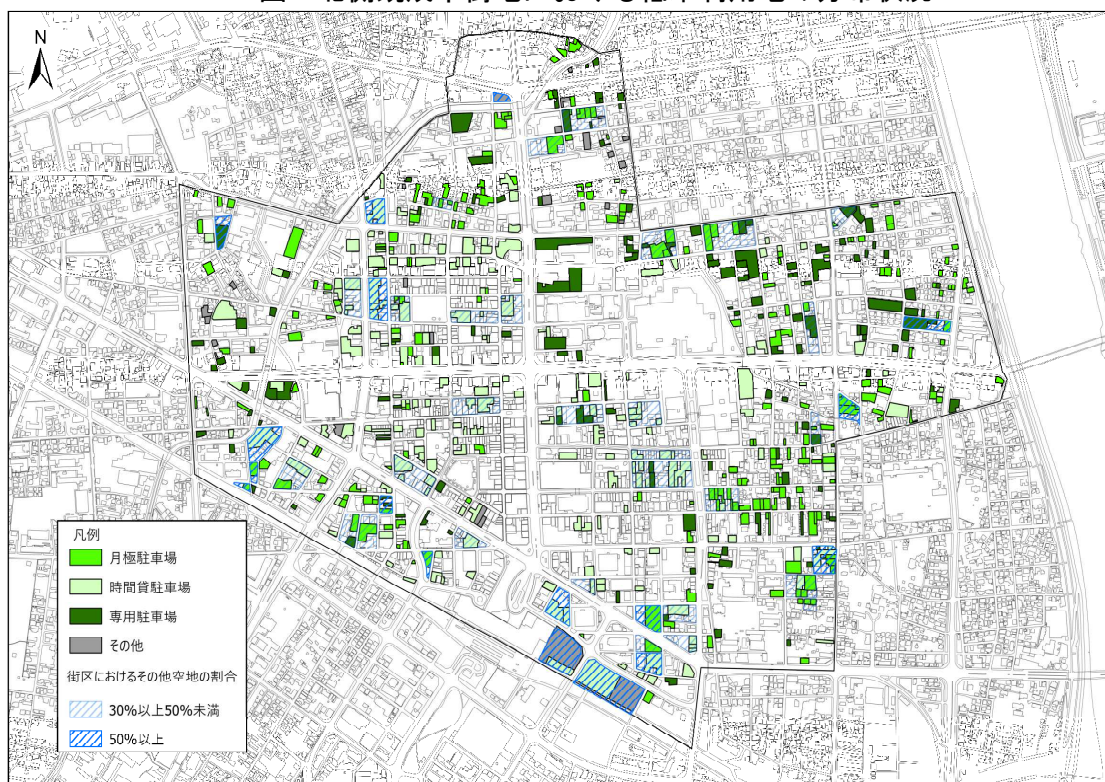 N
凡例
月極駐車場
時間貸駐車場
専用駐車場
その他
街区におけるその他空地の割合
30%以上50%未満
50%以上